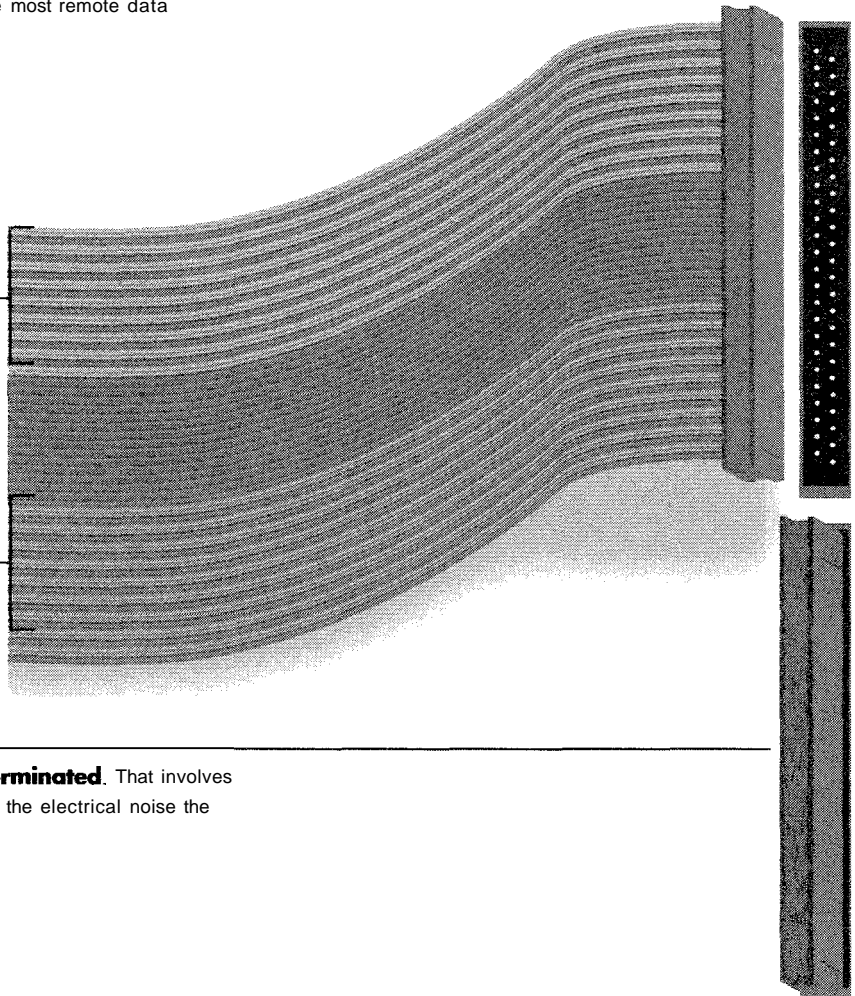 most remote data
rminated. That involves
the electrical noise the